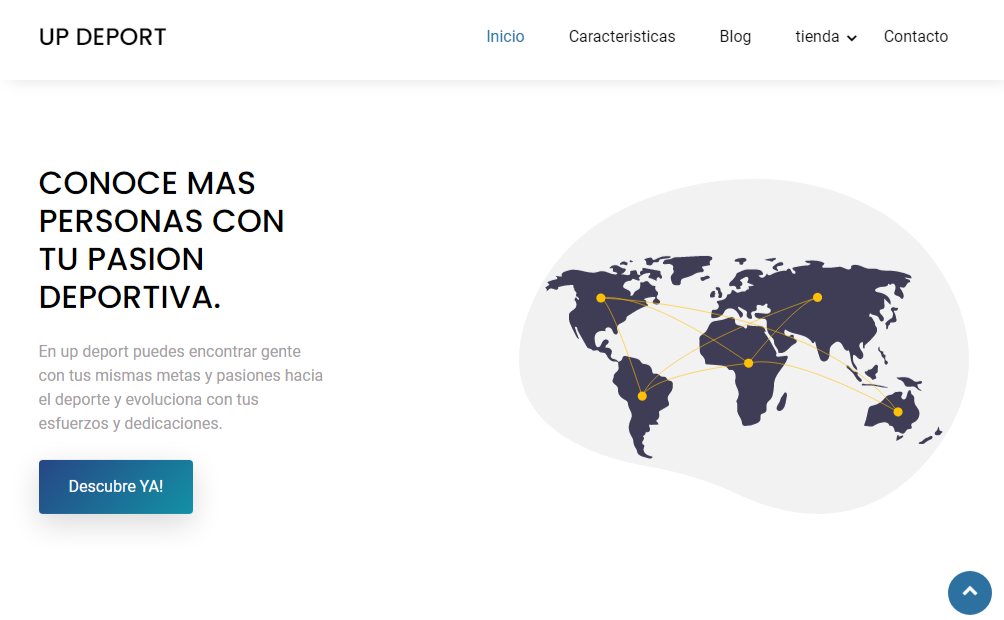 UP DEPORT
Inicio Caracteristicas Blog tienda Contacto
CONOCE MAS
PERSONAS CON
TU PASION
DEPORTIVA.
En up deport puedes encontrar gente
con tus mismas metas y pasiones hacia
el deporte y evoluciona con tus
esfuerzos y dedicaciones.
Descubre YA!